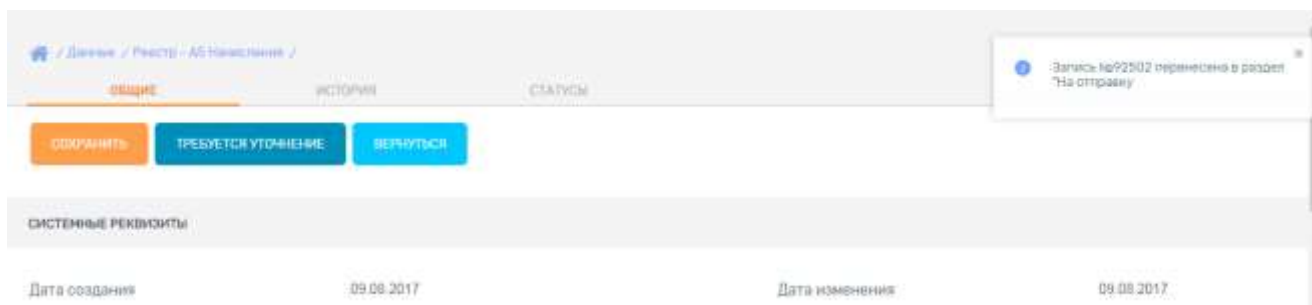 / Данные / Реестр - АБ Начисления /
ОБЩИЕ ИСТОРИЯ СТАТУСЫ
Запись №92502 перенесена в раздел
"На отправку
СОХРАНИТЬ ТРЕБУЕТСЯ УТОЧНЕНИЕ ВЕРНУТЬСЯ
СИСТЕМНЫЕ РЕКВИЗИТЫ
Дата создания 09.08.2017 Дата изменения 09.08.2017